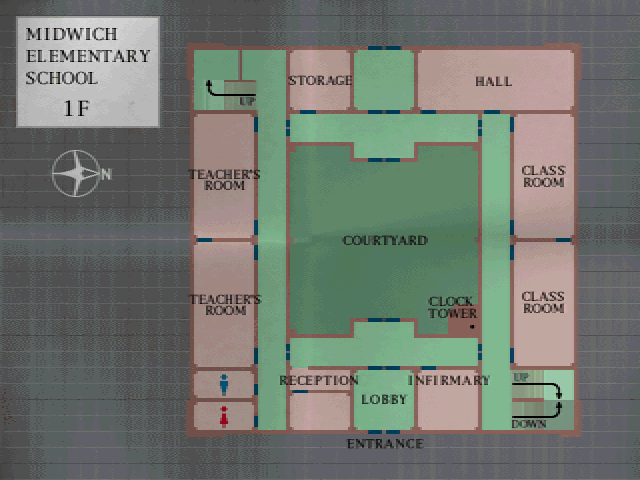 MIDWICH
ELEMENTARY
SCHOOL
1F
STORAGE
HALL
UP
TEACHER'S
ROOM
CLASS
ROOM
N
COURTYARD
TEACHER'S
ROOM
CLOCK
TOWER
CLASS
ROOM
RECEPTION
INFIRMARY
UP
LOBBY
DOWN
ENTRANCE